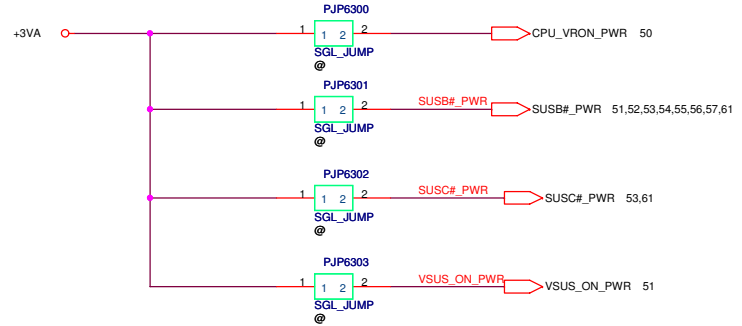 PJP6300
+3VA
1 1 2 2
CPU_VRON_PWR 50
SGL_JUMP
@
PJP6301
1 1 2 2
SUSB#_PWR
SUSB#_PWR 51,52,53,54,55,56,57,61
SGL_JUMP
@
PJP6302
1 1 2 2
SUSC#_PWR
SUSC#_PWR 53,61
SGL_JUMP
@
PJP6303
1 1 2 2
VSUS_ON_PWR
VSUS_ON_PWR 51
SGL_JUMP
@